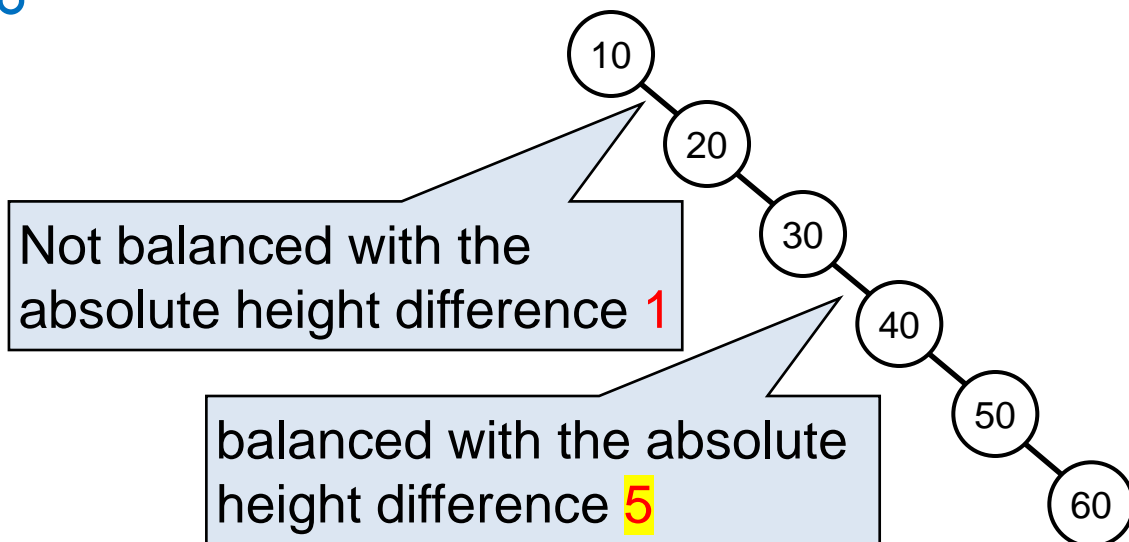 10
20
30
Not balanced with the
absolute height difference 1
40
balanced with the absolute
height difference 5
50
60